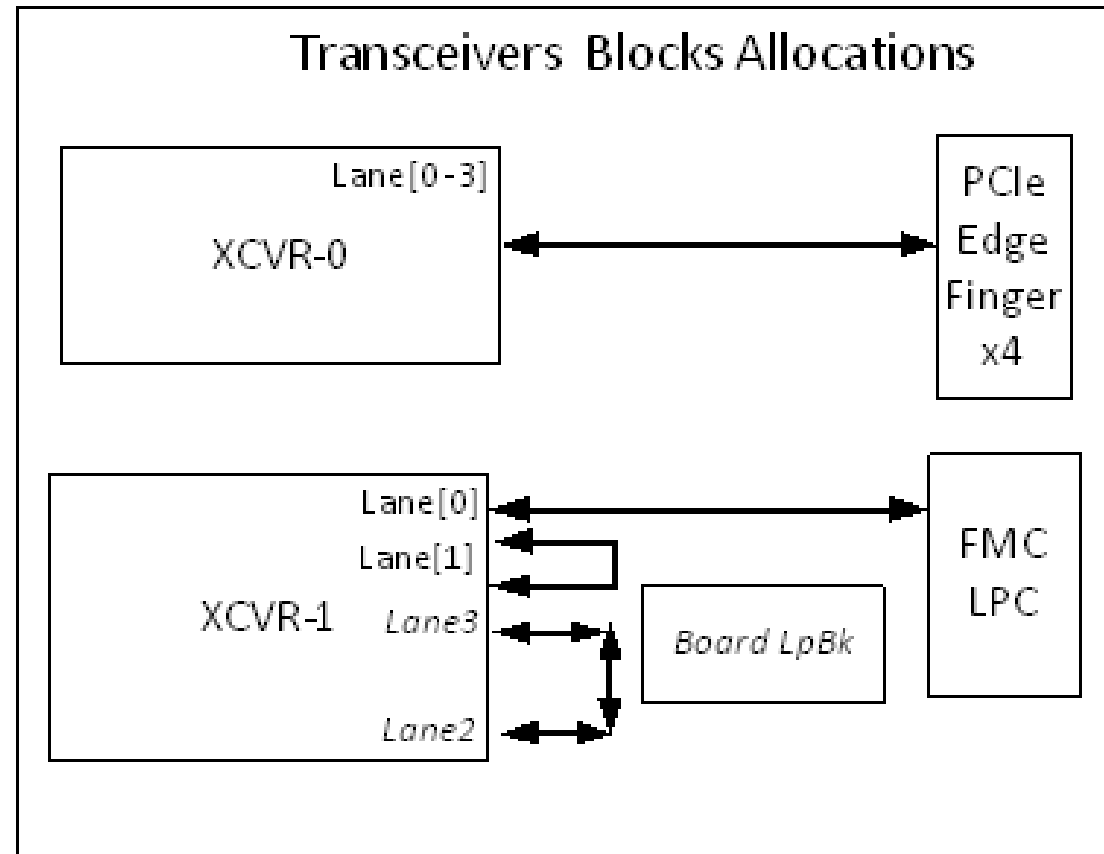 Transceivers Blocks Allocations
Lane[0-3]
XCVR-0
PCIe
Edge
Finger
x4
Lane[0]
Lane[1]
XCVR-1
Lane3
Lane2
Board LpBk
FMC
LPC